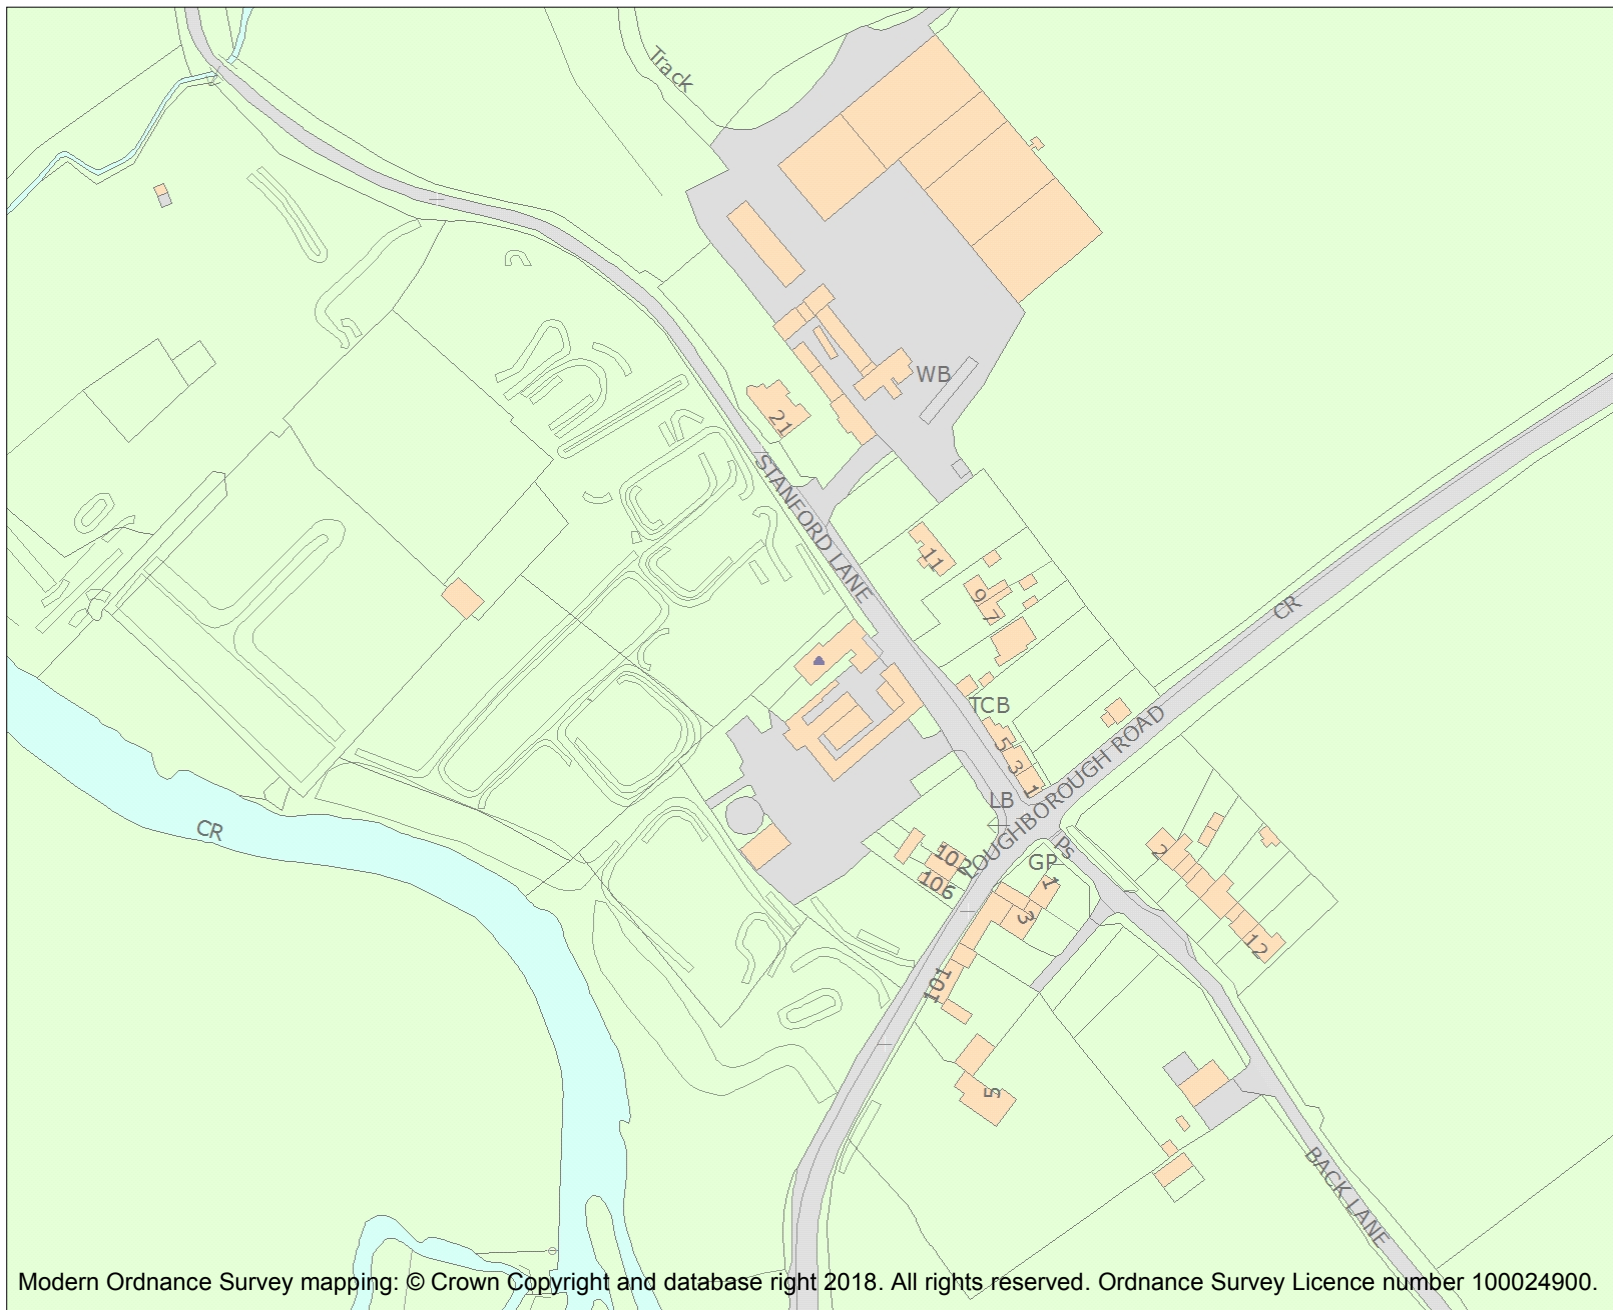 Track
WB
21
STANFORD LANE
11
9
7
CR
TCB
5
3
1
LOUGHBOROUGH ROAD
LB
CR
Ps
2
102
GP
106
1
3
12
101
5
BACK LANE
Modern Ordnance Survey mapping: © Crown Copyright and database right 2018. All rights reserved. Ordnance Survey Licence number 100024900.